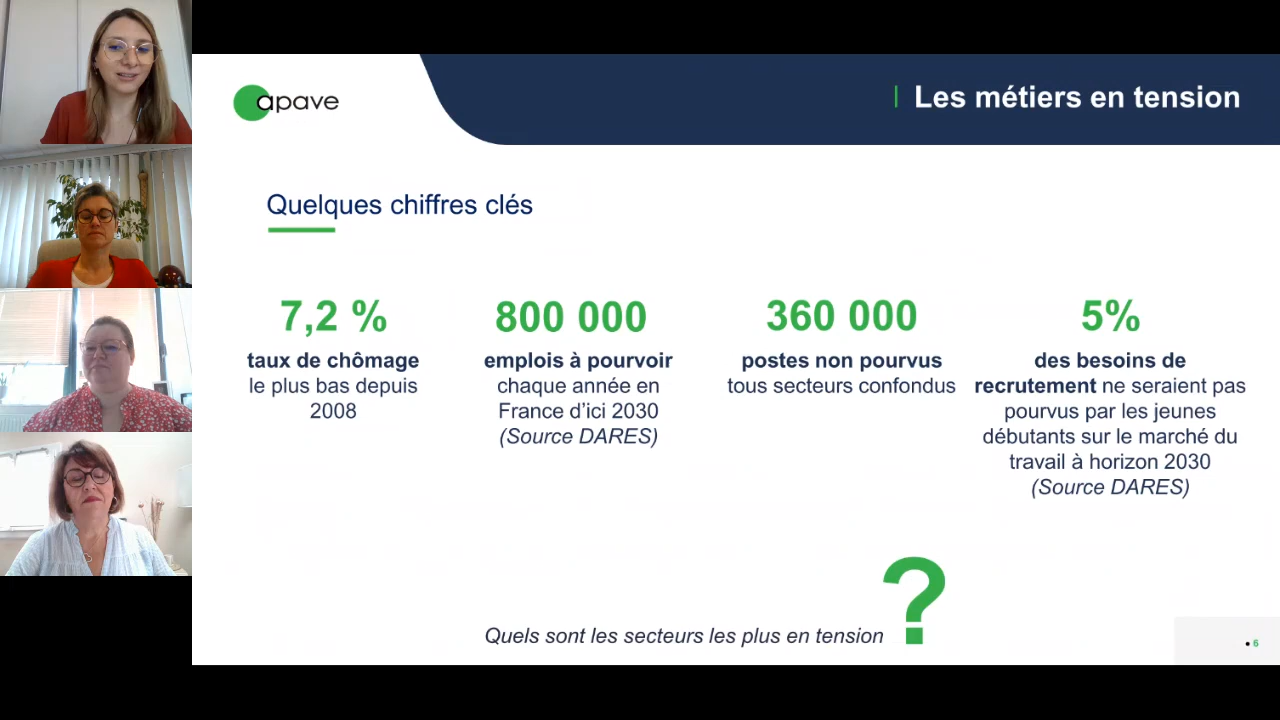 apave
Les métiers en tension
Quelques chiffres clés
7,2 %
taux de chômage
le plus bas depuis
2008
800 000
emplois à pourvoir
chaque année en
France d'ici 2030
(Source DARES)
360 000
postes non pourvus
tous secteurs confondus
5%
des besoins de
recrutement ne seraient pas
pourvus par les jeunes
débutants sur le marché du
travail à horizon 2030
(Source DARES)
Quels sont les secteurs les plus en tension ?
• 6